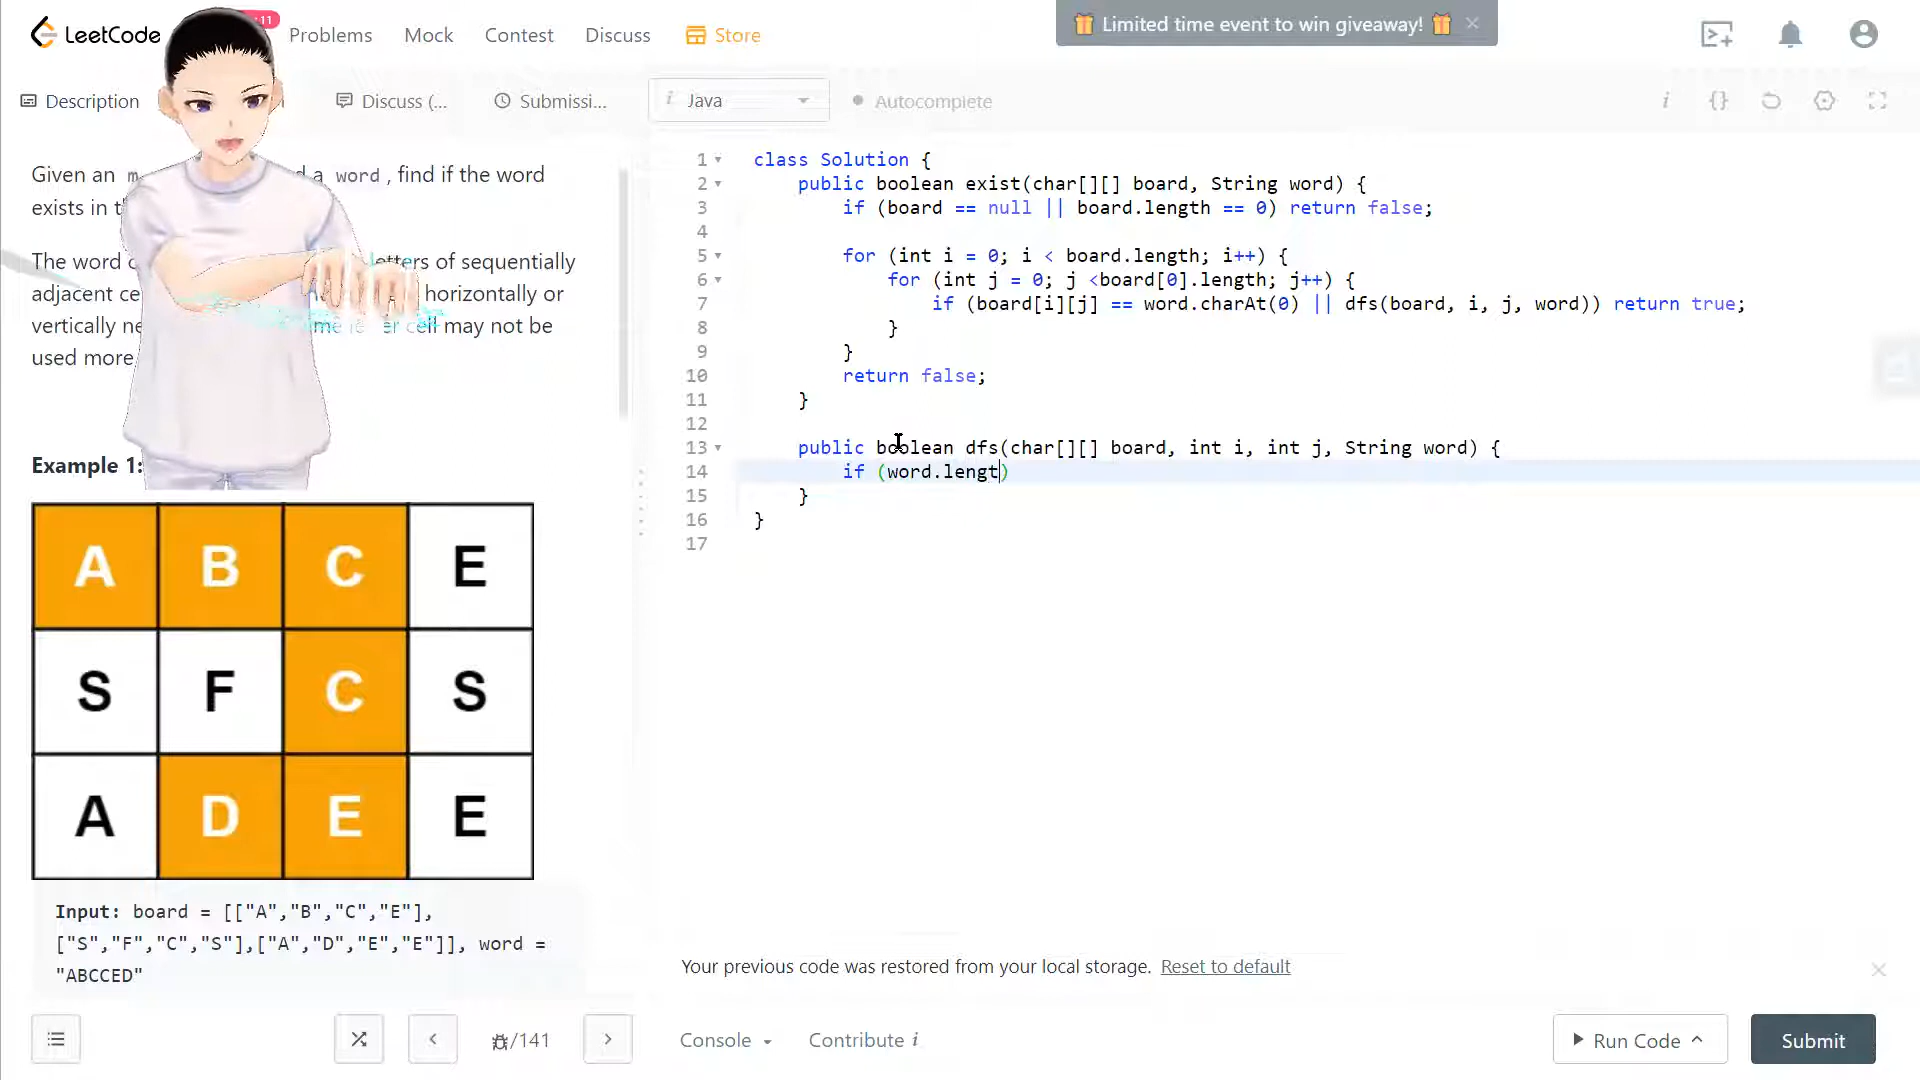 LeetCode
11
Problems
Mock
Contest
Discuss
Store
Limited time event to win giveaway!
Description
Discuss (...
Submissi...
i Java
Autocomplete
Given an m a word , find if the word
exists in t
The word c letters of sequentially
adjacent ce horizontally or
vertically ne me letter cell may not be
used more
Example 1:
A B C E
S F C S
A D E E
Input: board = [["A","B","C","E"],
["S","F","C","S"],["A","D","E","E"]], word =
"ABCCED"
/141
1 class Solution {
2 public boolean exist(char[][] board, String word) {
3 if (board == null || board.length == 0) return false;
4
5 for (int i = 0; i < board.length; i++) {
6 for (int j = 0; j <board[0].length; j++) {
7 if (board[i][j] == word.charAt(0) || dfs(board, i, j, word)) return true;
8 }
9 }
10 return false;
11 }
12
13 public boolean dfs(char[][] board, int i, int j, String word) {
14 if (word.lengt)
15 }
16 }
17
Your previous code was restored from your local storage. Reset to default
Console
Contribute i
Run Code
Submit